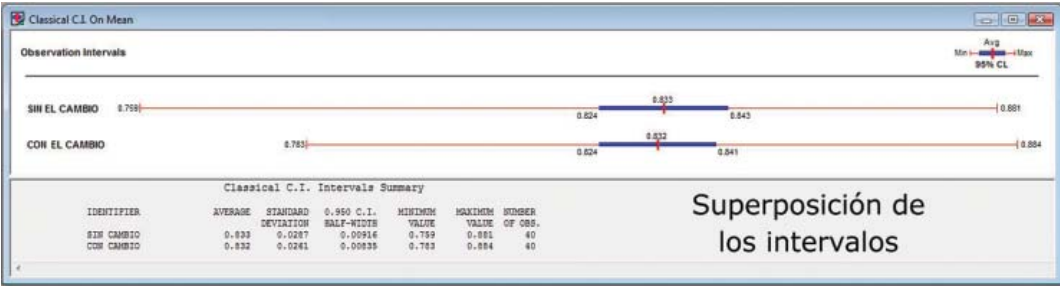 Classical C.I. On Mean
Observation Intervals
Avg
Min Max
95% CL
SIN EL CAMBIO 0.759 0.833 0.881
0.824 0.843
CON EL CAMBIO 0.783 0.832 0.884
0.824 0.841
Classical C.I. Intervals Summary
IDENTIFIER AVERAGE STANDARD 0.950 C.I. MINIMUM MAXIMUM NUMBER
DEVIATION HALF-WIDTH VALUE VALUE OF OBS.
SIN CAMBIO 0.833 0.0287 0.00916 0.759 0.881 40
CON CAMBIO 0.832 0.0261 0.00835 0.783 0.884 40
Superposición de
los intervalos